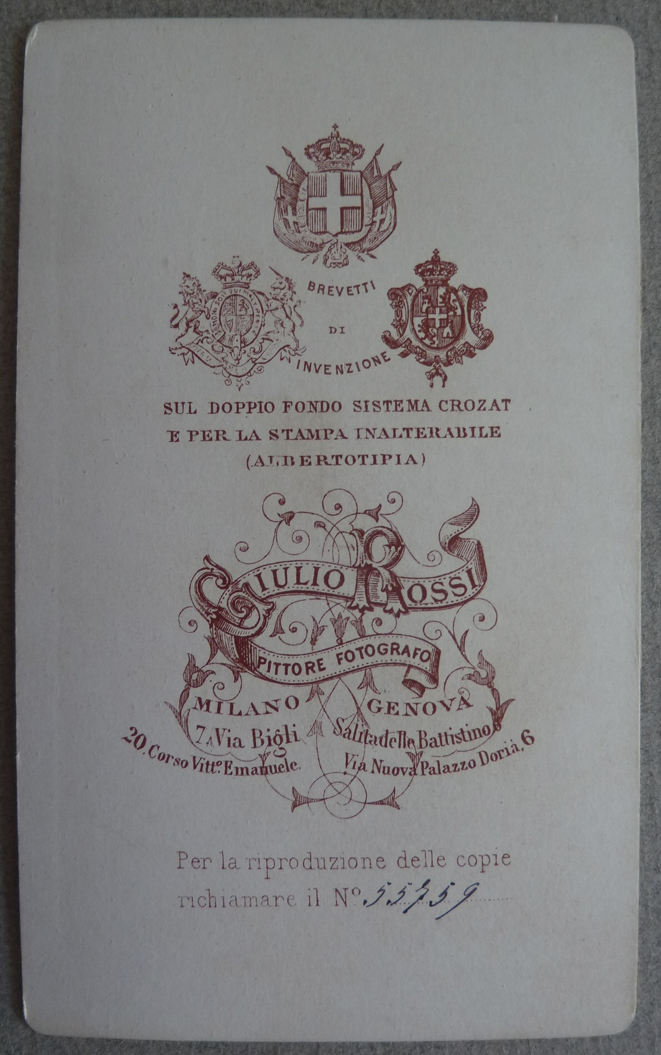 BREVETTI
DI
INVENZIONE
SUL DOPPIO FONDO SISTEMA CROZAT
E PER LA STAMPA INALTERABILE
(ALBERTOTIPIA)
GIULIO ROSSI
PITTORE FOTOGRAFO
MILANO
7, Via Bigli
20, Corso Vitt.o Emanuele
GENOVA
Salita delle Battistine
Via Nuova Palazzo Doria, 6
Per la riproduzione delle copie
richiamare il No. 55759